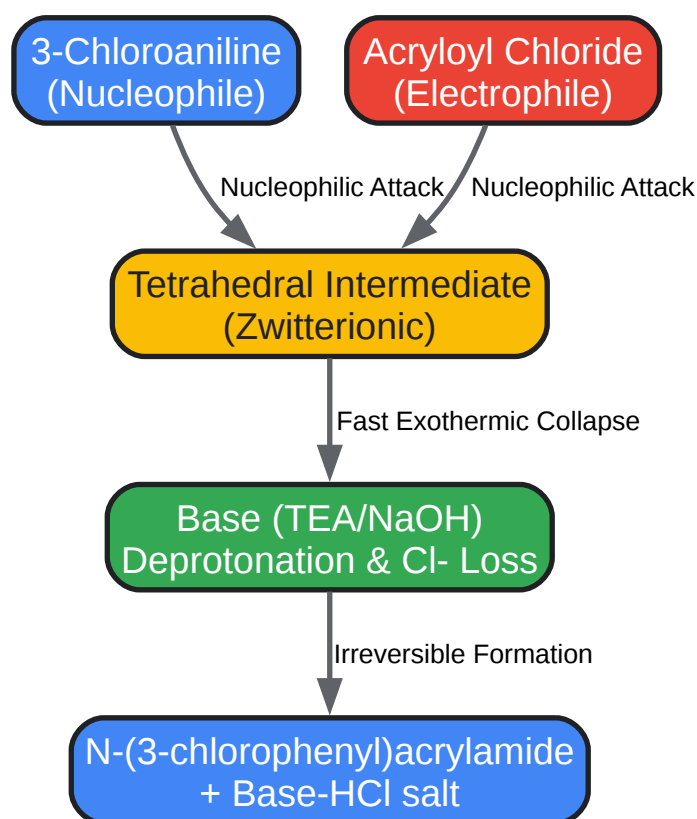 3-Chloroaniline
(Nucleophile)
Acryloyl Chloride
(Electrophile)
Nucleophilic Attack
Nucleophilic Attack
Tetrahedral Intermediate
(Zwitterionic)
Fast Exothermic Collapse
Base (TEA/NaOH)
Deprotonation & Cl- Loss
Irreversible Formation
N-(3-chlorophenyl)acrylamide
+ Base-HCl salt